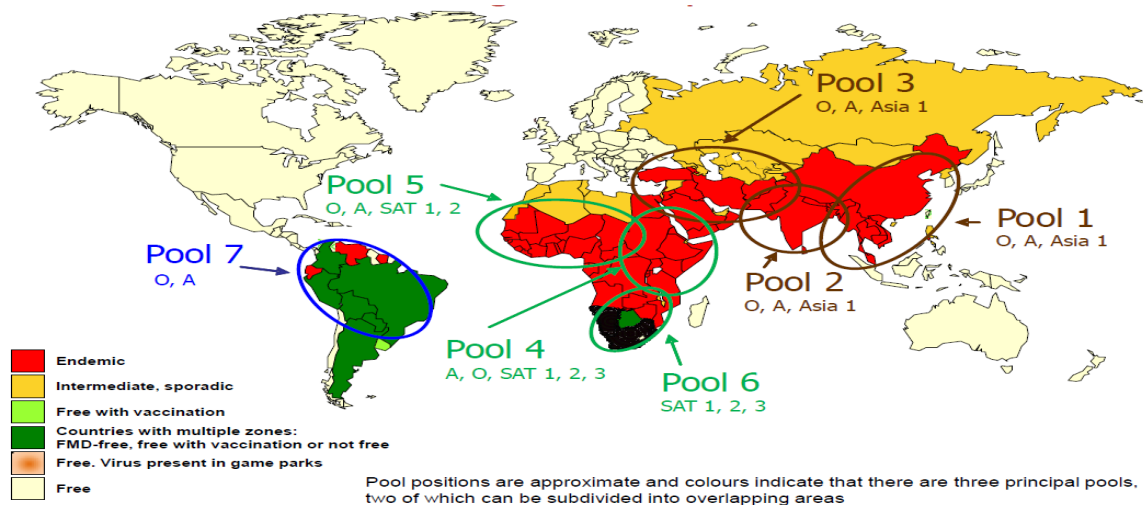 Pool 3
O, A, Asia 1
Pool 5
O, A, SAT 1, 2
Pool 1
O, A, Asia 1
Pool 7
O, A
Pool 2
O, A, Asia 1
Pool 4
A, O, SAT 1, 2, 3
Pool 6
SAT 1, 2, 3
Endemic
Intermediate, sporadic
Free with vaccination
Countries with multiple zones:
FMD-free, free with vaccination or not free
Free. Virus present in game parks
Free
Pool positions are approximate and colours indicate that there are three principal pools,
two of which can be subdivided into overlapping areas